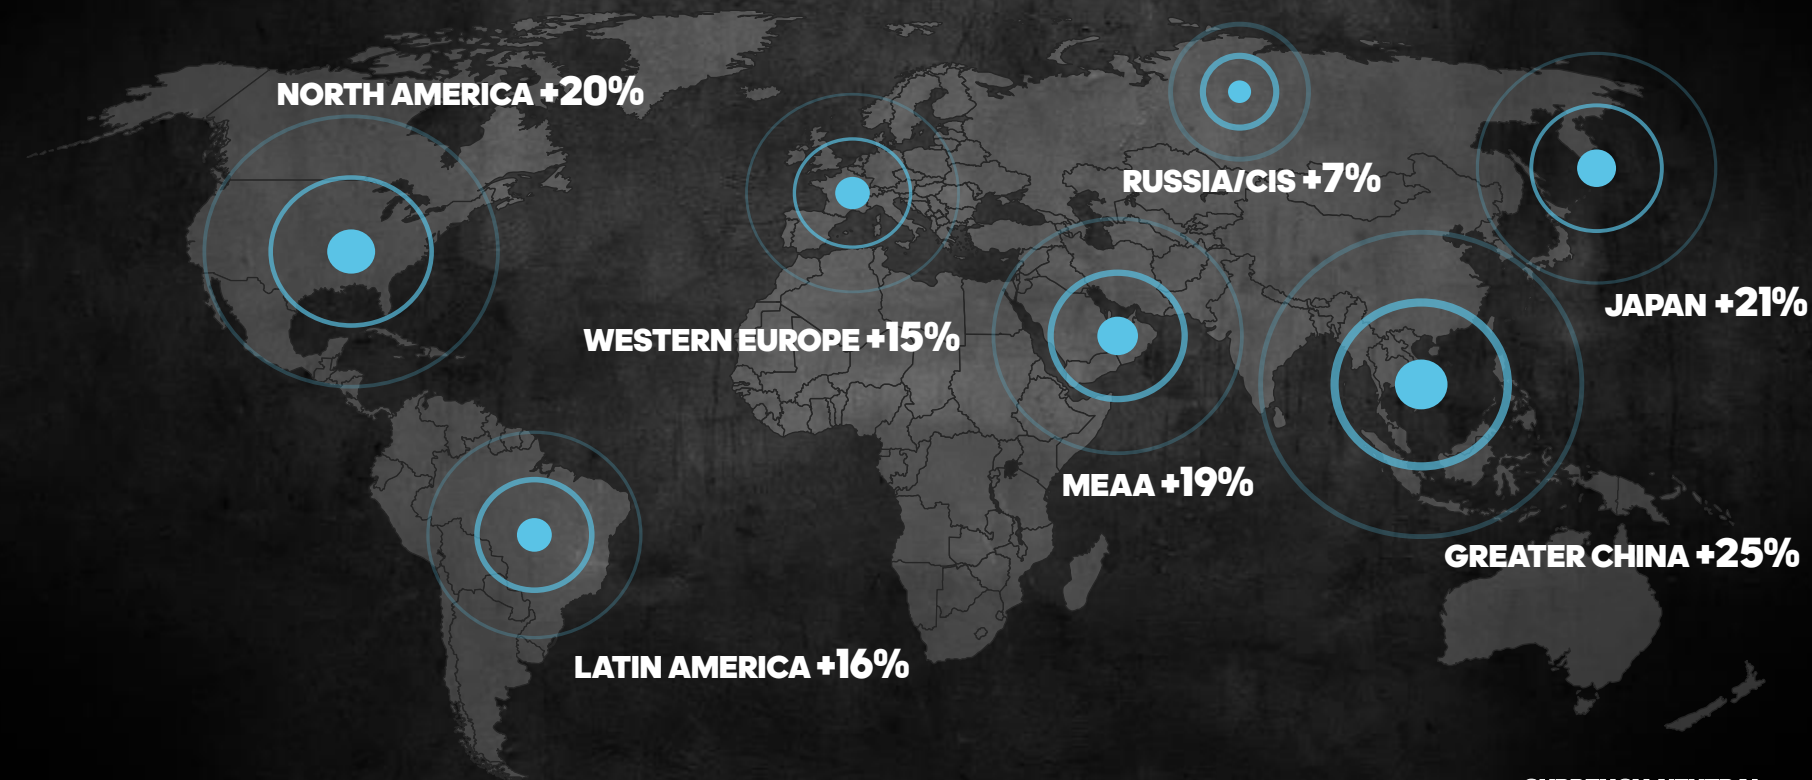 NORTH AMERICA +20%
RUSSIA/CIS +7%
JAPAN +21%
WESTERN EUROPE +15%
MEAA +19%
GREATER CHINA +25%
LATIN AMERICA +16%